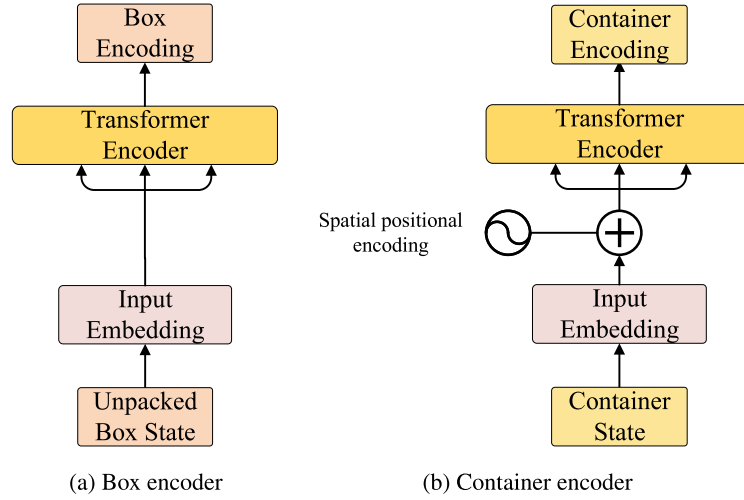 Box
Encoding
Transformer
Encoder
Input
Embedding
Unpacked
Box State
(a) Box encoder
Container
Encoding
Transformer
Encoder
Spatial positional
encoding
Input
Embedding
Container
State
(b) Container encoder